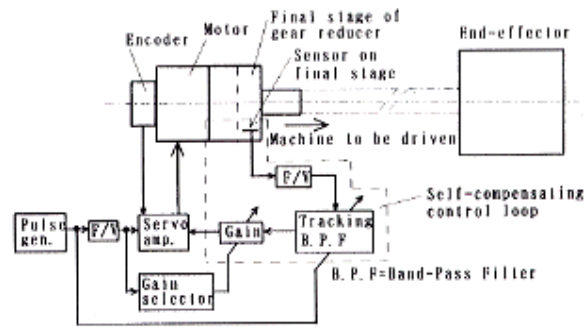 Encoder
Motor
Final stage of
gear reducer
Sensor on
final stage
End-effector
Machine to be driven
F/V
Self-compensating
control loop
Pulse
gen.
F/V
Servo
amp.
Gain
Tracking
B.P.F
Gain
selector
B.P.F=Band-Pass Filter